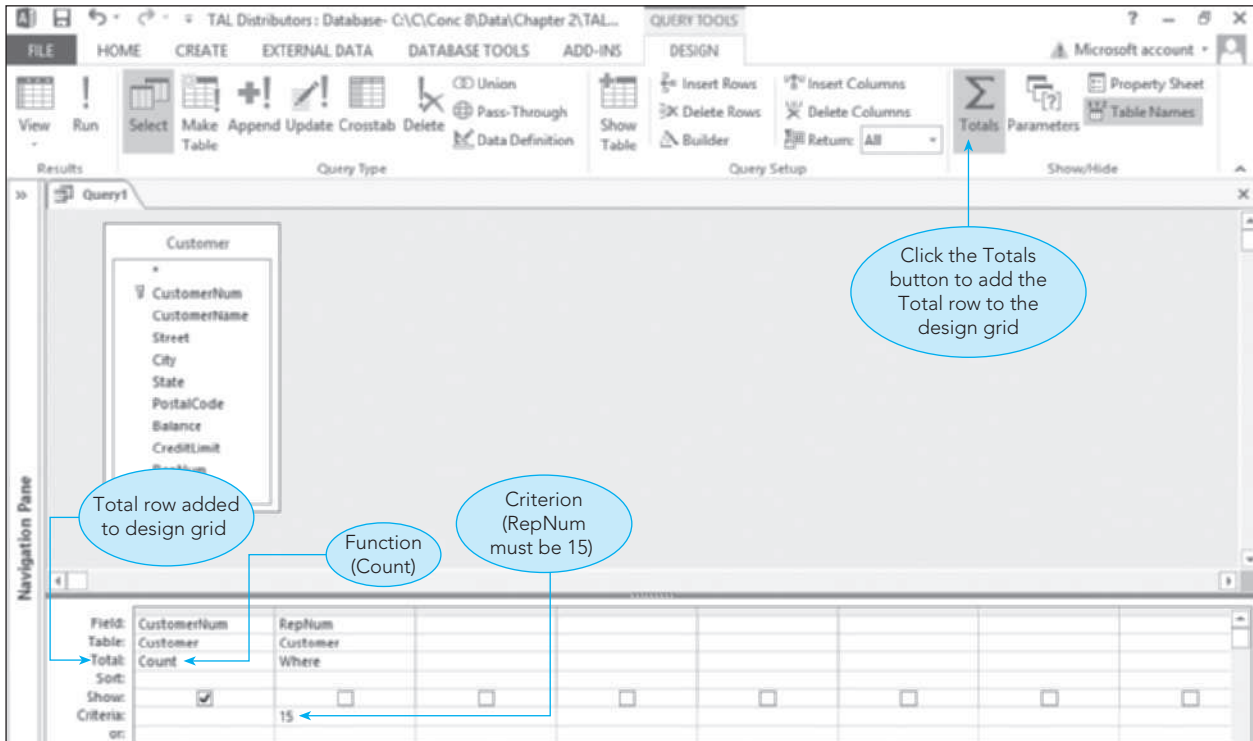 TAL Distributors : Database- C:\C\Conc 8\Data\Chapter 2\TAL...
QUERY TOOLS
?
FILE HOME CREATE EXTERNAL DATA DATABASE TOOLS ADD-INS DESIGN
Microsoft account
View
Run
Select
Make Table
Append
Update
Crosstab
Delete
Union
Pass-Through
Data Definition
Show Table
Insert Rows
Delete Rows
Builder
Insert Columns
Delete Columns
Return: All
Totals
Parameters
Property Sheet
Table Names
Results
Query Type
Query Setup
Show/Hide
Query1
Navigation Pane
Customer
*
CustomerNum
CustomerName
Street
City
State
PostalCode
Balance
CreditLimit
Click the Totals
button to add the
Total row to the
design grid
Total row added
to design grid
Function
(Count)
Criterion
(RepNum
must be 15)
Field: CustomerNum RepNum
Table: Customer Customer
Total: Count Where
Sort:
Show:
Criteria: 15
or: